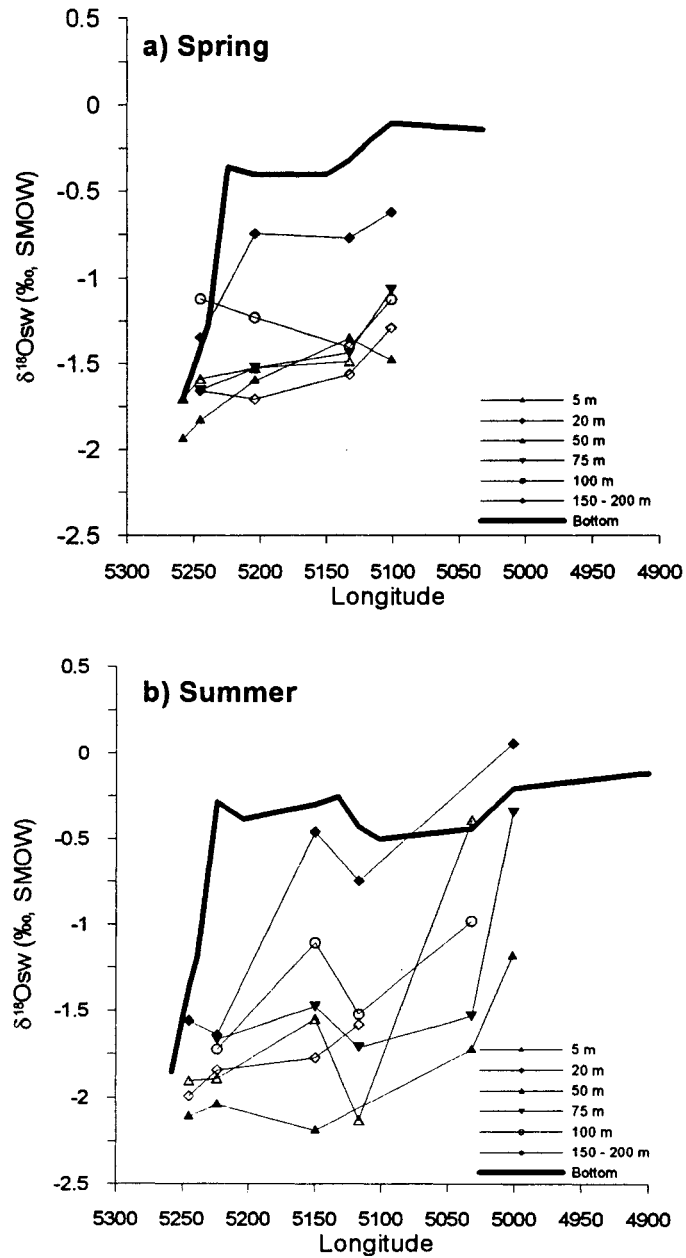 a) Spring
0.5
0
-0.5
-1
-1.5
-2
-2.5
δ¹⁸Osw (‰, SMOW)
5 m
20 m
50 m
75 m
100 m
150 - 200 m
Bottom
5300 5250 5200 5150 5100 5050 5000 4950 4900
Longitude
b) Summer
0.5
0
-0.5
-1
-1.5
-2
-2.5
δ¹⁸Osw (‰, SMOW)
5 m
20 m
50 m
75 m
100 m
150 - 200 m
Bottom
5300 5250 5200 5150 5100 5050 5000 4950 4900
Longitude